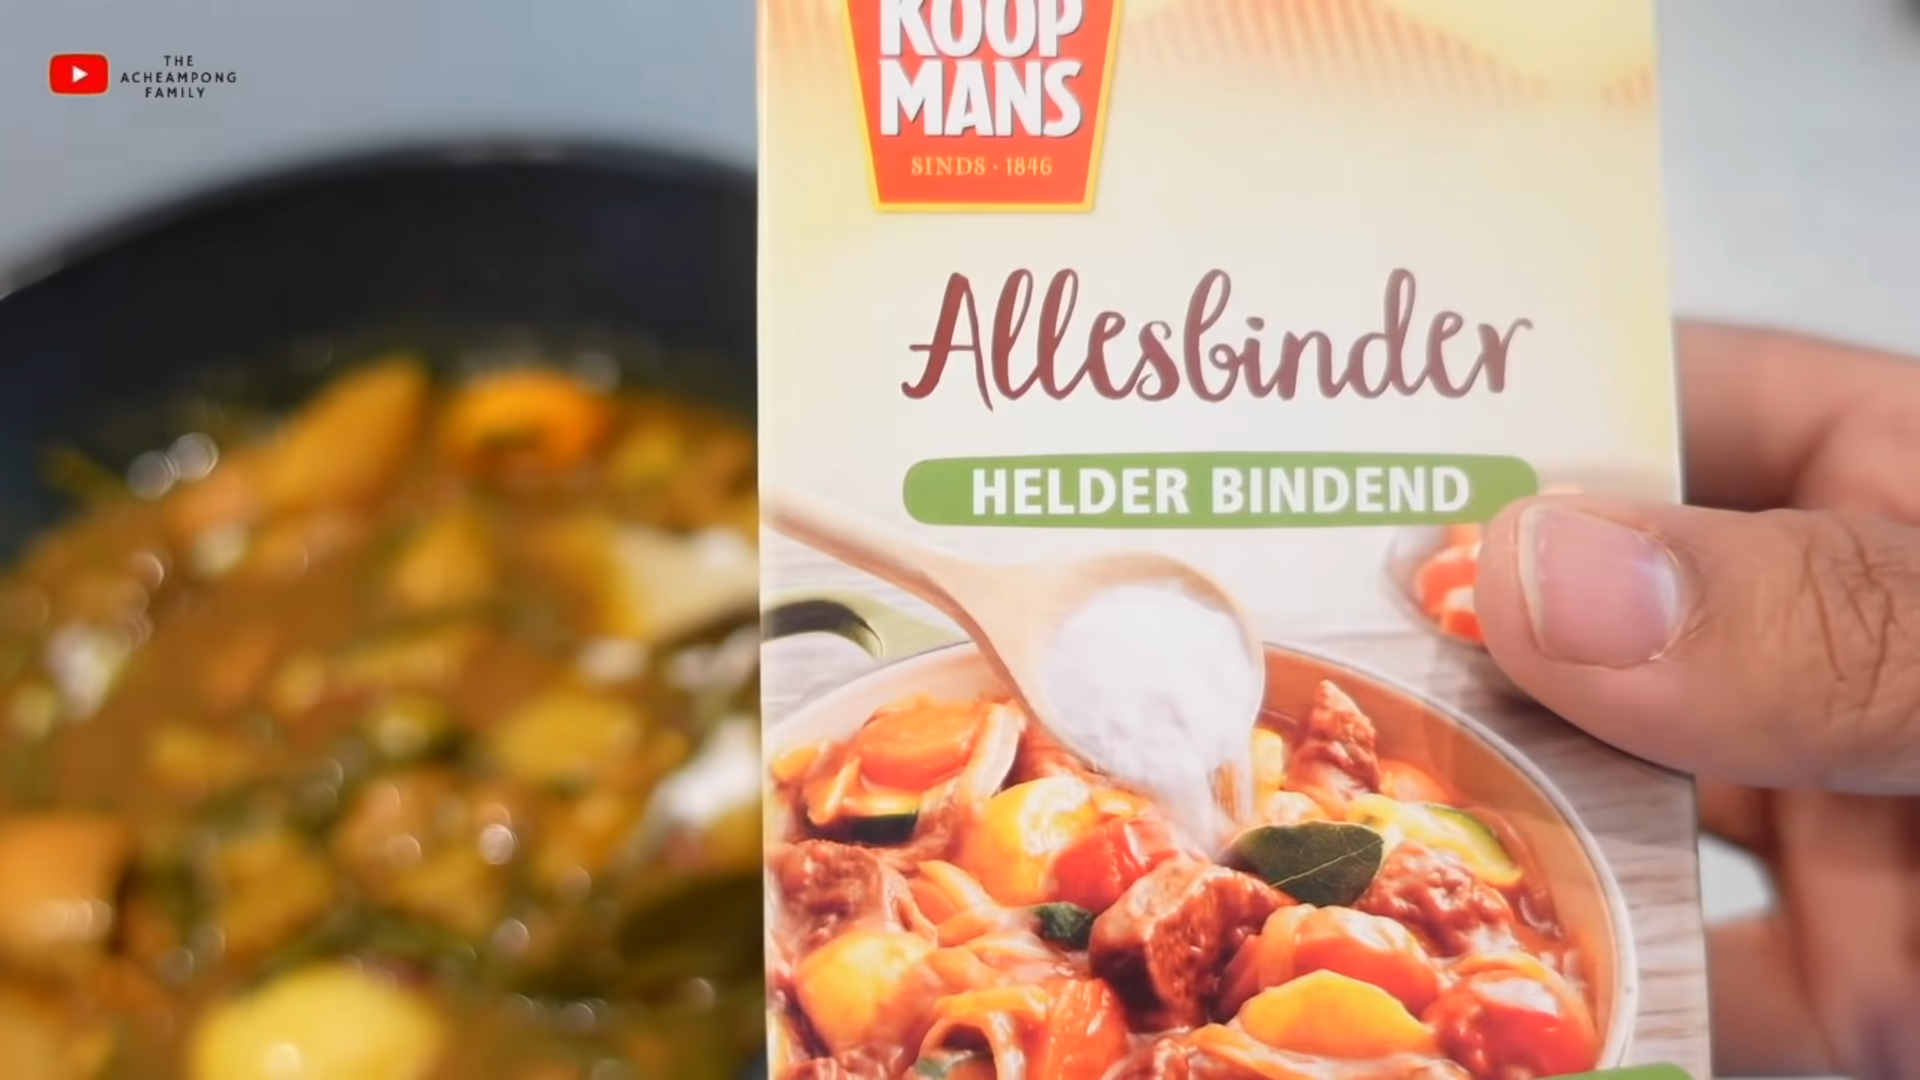 THE
ACHEAMPONG
FAMILY
KOOP
MANS
SINDS · 1846
Allesbinder
HELDER BINDEND